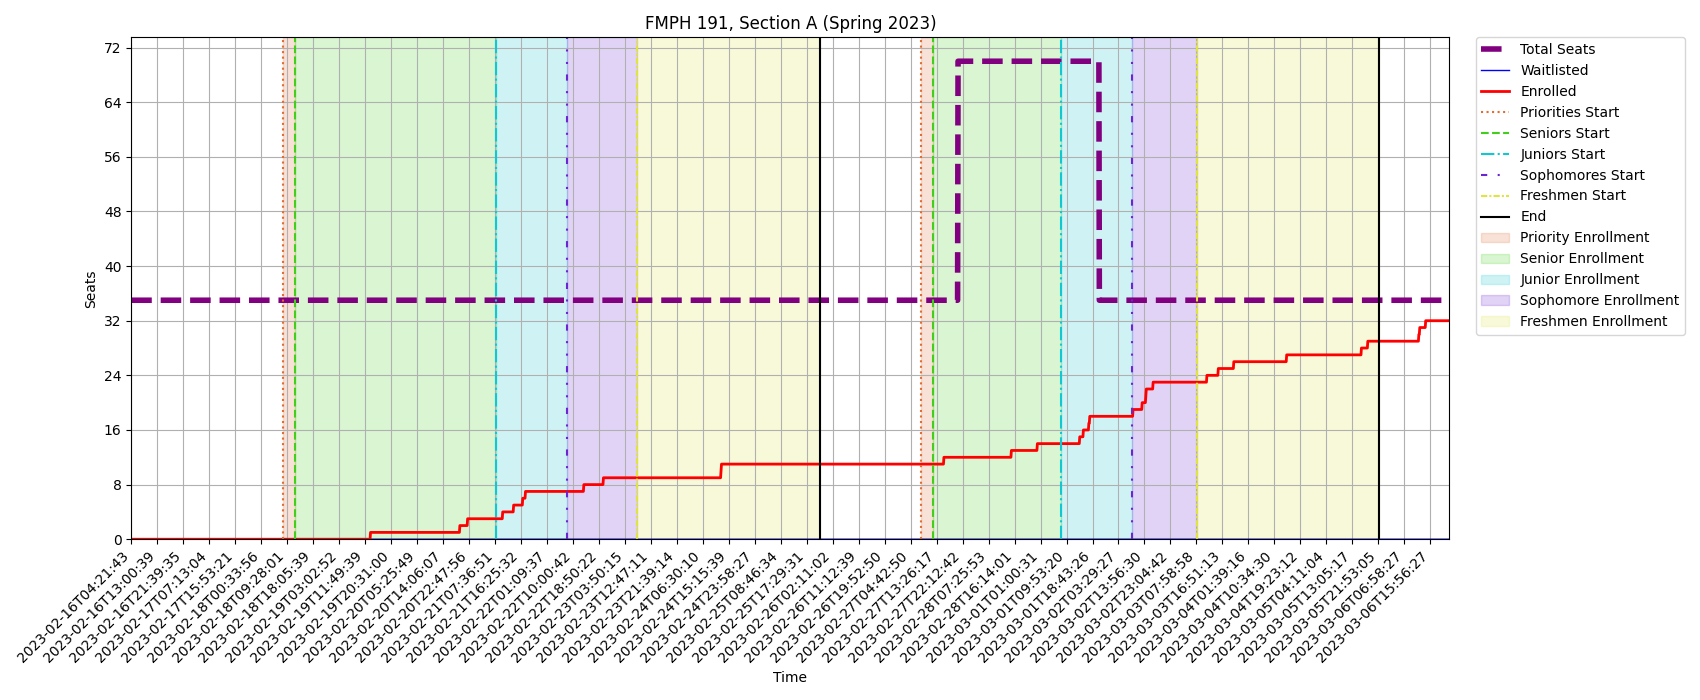 FMPH 191, Section A (Spring 2023)
Seats
72
64
56
48
40
32
24
16
8
0
2023-02-16T04:21:43
2023-02-16T13:00:39
2023-02-16T21:39:35
2023-02-17T07:13:04
2023-02-17T15:53:21
2023-02-18T00:33:56
2023-02-18T09:28:01
2023-02-18T18:05:39
2023-02-19T03:02:52
2023-02-19T11:49:39
2023-02-19T20:31:00
2023-02-20T05:25:49
2023-02-20T14:06:07
2023-02-20T22:47:56
2023-02-21T07:36:51
2023-02-21T16:25:32
2023-02-22T01:09:37
2023-02-22T10:00:42
2023-02-22T18:50:22
2023-02-23T03:50:15
2023-02-23T12:47:11
2023-02-23T21:39:14
2023-02-24T06:30:10
2023-02-24T15:15:39
2023-02-24T23:58:27
2023-02-25T08:46:34
2023-02-25T17:29:31
2023-02-26T02:11:02
2023-02-26T11:12:39
2023-02-26T19:52:50
2023-02-27T04:42:50
2023-02-27T13:26:17
2023-02-27T22:12:42
2023-02-28T07:25:53
2023-02-28T16:14:01
2023-03-01T01:00:31
2023-03-01T09:53:20
2023-03-01T18:43:26
2023-03-02T03:29:27
2023-03-02T13:56:30
2023-03-02T23:04:42
2023-03-03T07:58:58
2023-03-03T16:51:13
2023-03-04T01:39:16
2023-03-04T10:34:30
2023-03-04T19:23:12
2023-03-05T04:11:04
2023-03-05T13:05:17
2023-03-05T21:53:05
2023-03-06T06:58:27
2023-03-06T15:56:27
Time
Total Seats
Waitlisted
Enrolled
Priorities Start
Seniors Start
Juniors Start
Sophomores Start
Freshmen Start
End
Priority Enrollment
Senior Enrollment
Junior Enrollment
Sophomore Enrollment
Freshmen Enrollment